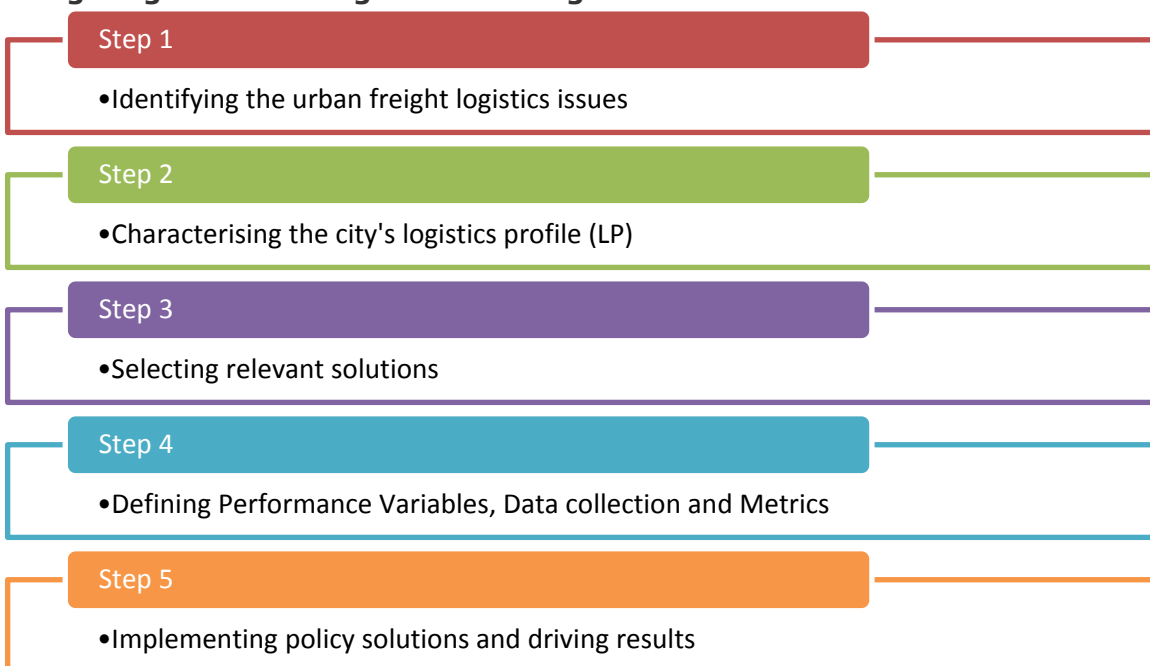 Step 1
•Identifying the urban freight logistics issues
Step 2
•Characterising the city's logistics profile (LP)
Step 3
•Selecting relevant solutions
Step 4
•Defining Performance Variables, Data collection and Metrics
Step 5
•Implementing policy solutions and driving results